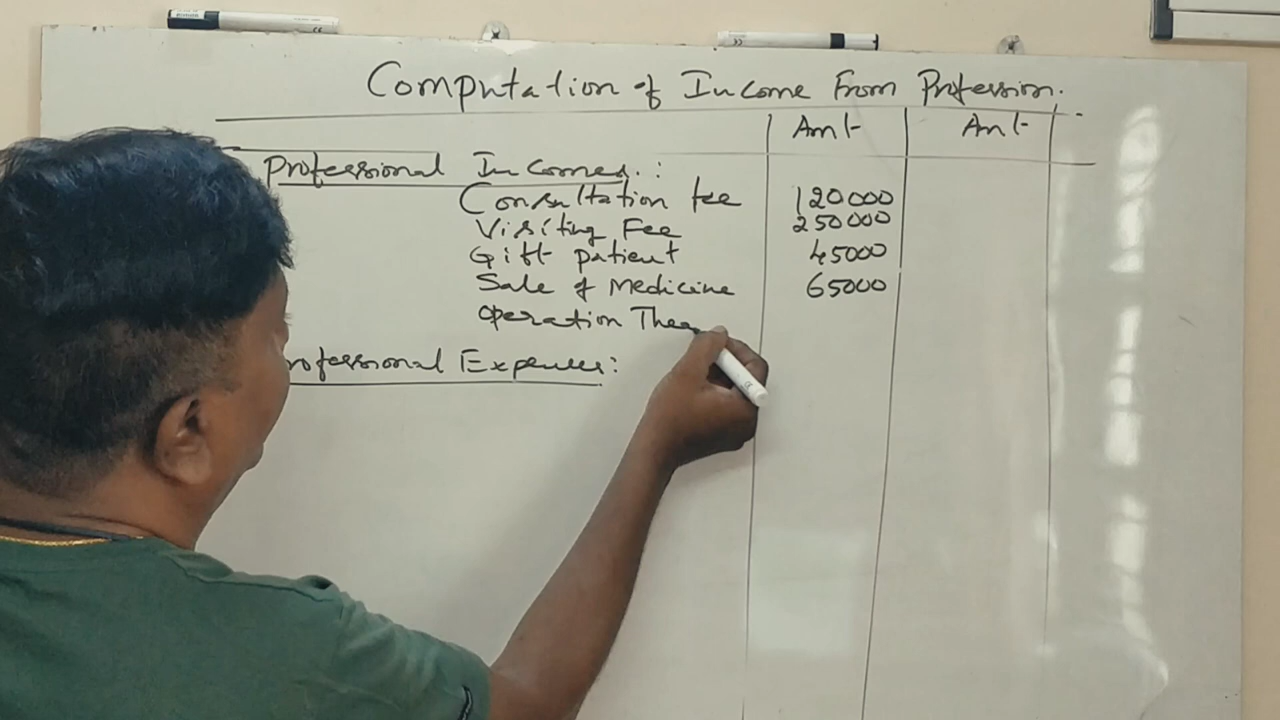 Computation of Income From Profession.
Amt Amt
Professional Incomes:
Consultation fee 120000
Visiting Fee 250000
Gift patient 45000
Sale of Medicine 65000
Operation Thea
rofessional Expenses: